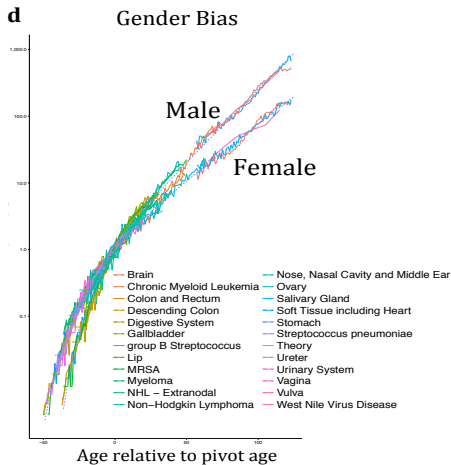 d
Gender Bias
1,000.0
Male
100.0
Female
10.0
1.0
0.1
Brain
Chronic Myeloid Leukemia
Colon and Rectum
Descending Colon
Digestive System
Gallbladder
group B Streptococcus
Lip
MRSA
Myeloma
NHL - Extranodal
Non-Hodgkin Lymphoma
Nose, Nasal Cavity and Middle Ear
Ovary
Salivary Gland
Soft Tissue including Heart
Stomach
Streptococcus pneumoniae
Theory
Ureter
Urinary System
Vagina
Vulva
West Nile Virus Disease
-50 0 50 100
Age relative to pivot age